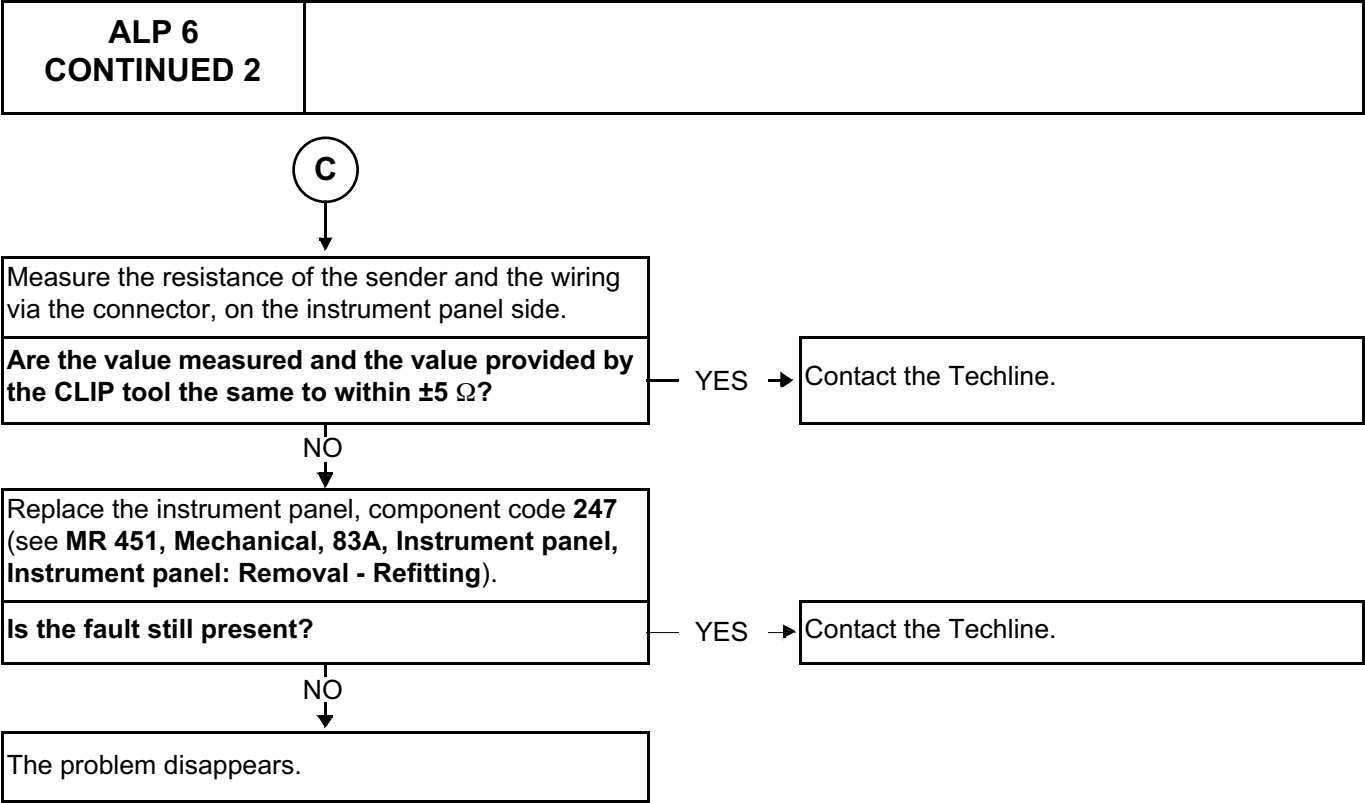 ALP 6
CONTINUED 2
C
Measure the resistance of the sender and the wiring
via the connector, on the instrument panel side.
Are the value measured and the value provided by
the CLIP tool the same to within ±5 Ω?
YES
Contact the Techline.
NO
Replace the instrument panel, component code 247
(see MR 451, Mechanical, 83A, Instrument panel,
Instrument panel: Removal - Refitting).
Is the fault still present?
YES
Contact the Techline.
NO
The problem disappears.